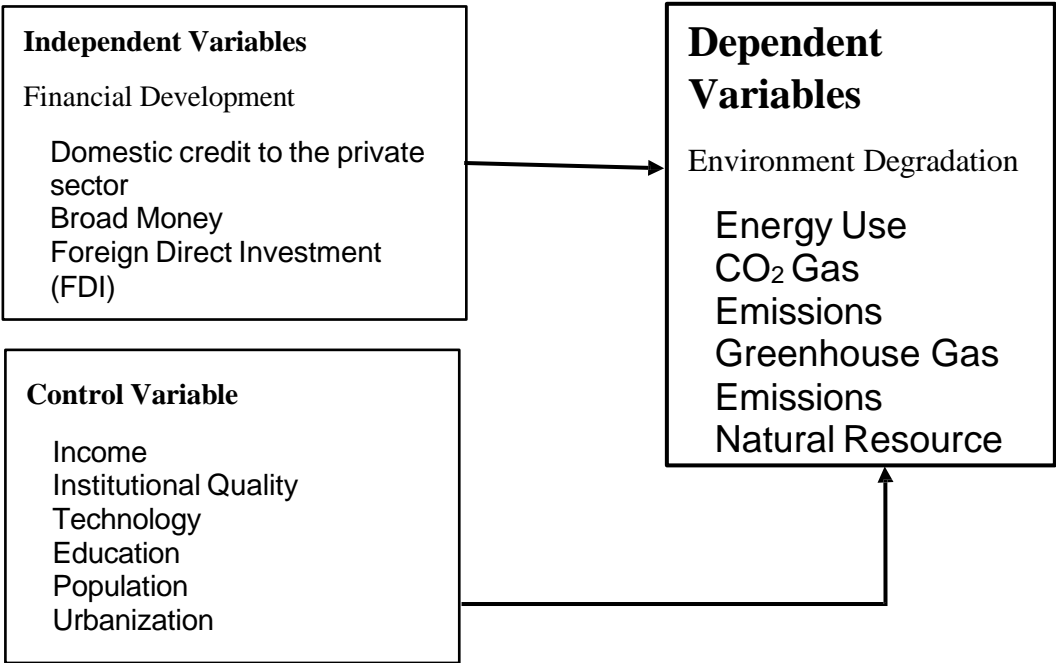 Independent Variables
Financial Development
Domestic credit to the private
sector
Broad Money
Foreign Direct Investment
(FDI)
Control Variable
Income
Institutional Quality
Technology
Education
Population
Urbanization
Dependent
Variables
Environment Degradation
Energy Use
CO₂ Gas
Emissions
Greenhouse Gas
Emissions
Natural Resource